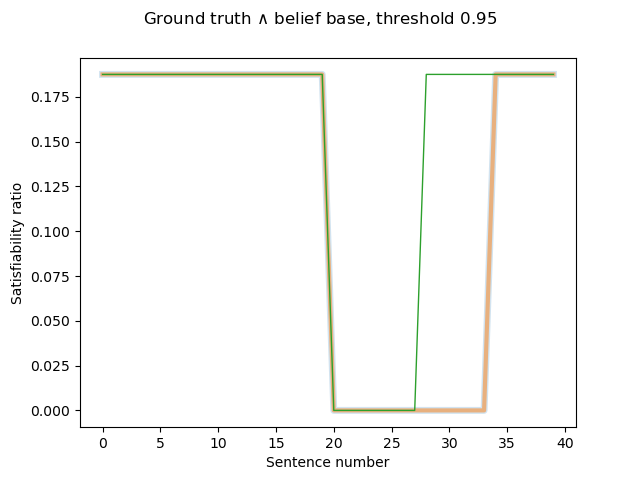 Ground truth ∧ belief base, threshold 0.95
0.175
0.150
0.125
0.100
0.075
0.050
0.025
0.000
Satisfiability ratio
0 5 10 15 20 25 30 35 40
Sentence number